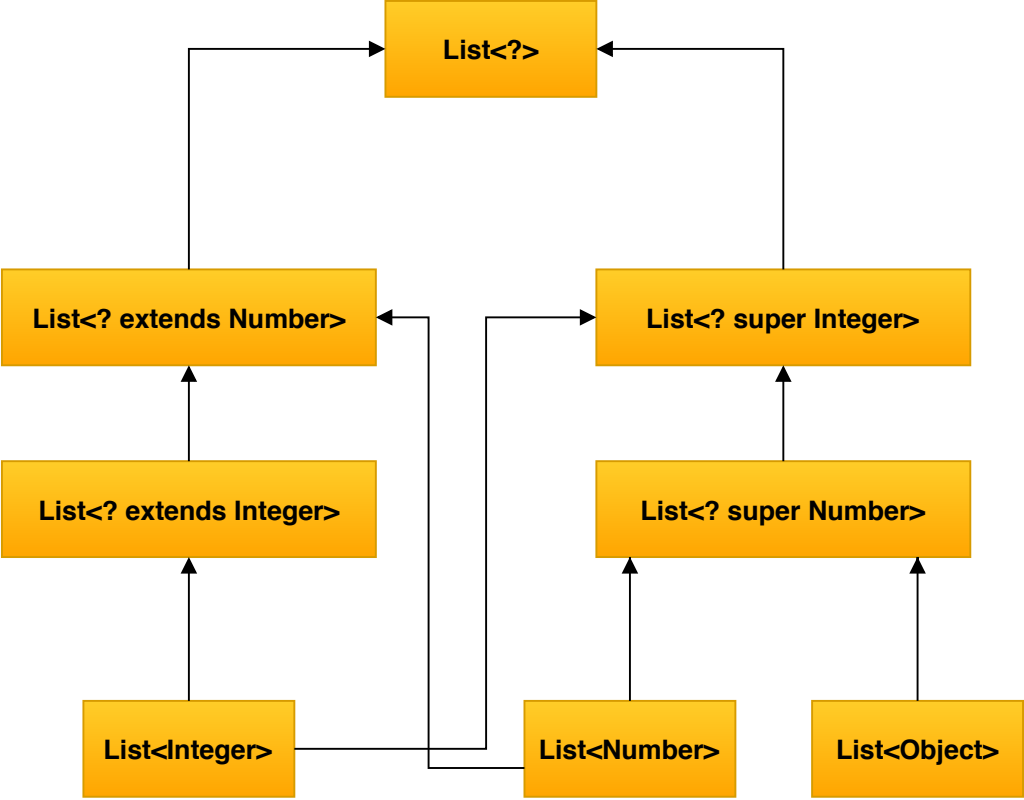 List<?>
List<? extends Number>
List<? super Integer>
List<? extends Integer>
List<? super Number>
List<Integer>
List<Number>
List<Object>